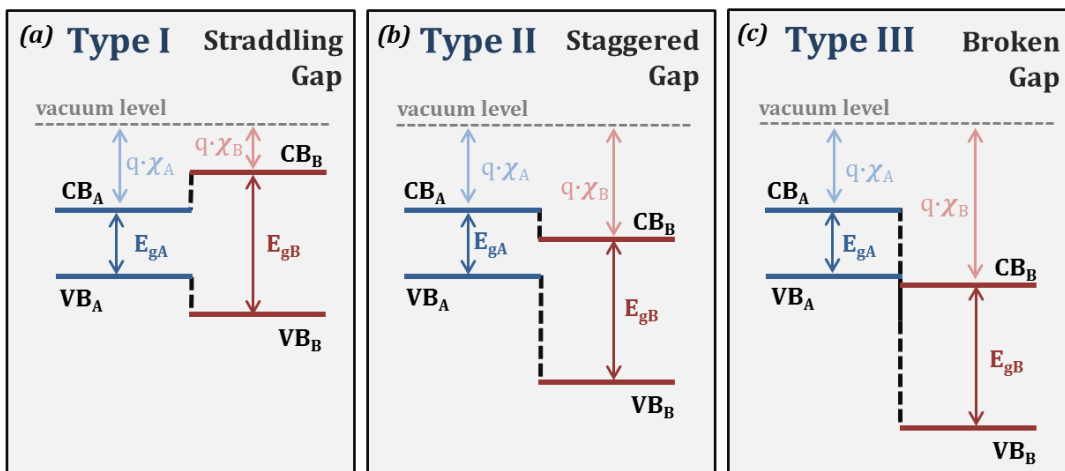 (a) Type I Straddling
Gap
vacuum level
q·χA
q·χB
CBB
CBA
EgA
EgB
VBA
VBB
(b) Type II Staggered
Gap
vacuum level
q·χA
q·χB
CBA
CBB
EgA
VBA
EgB
VBB
(c) Type III Broken
Gap
vacuum level
q·χA
q·χB
CBA
EgA
CBB
VBA
EgB
VBB